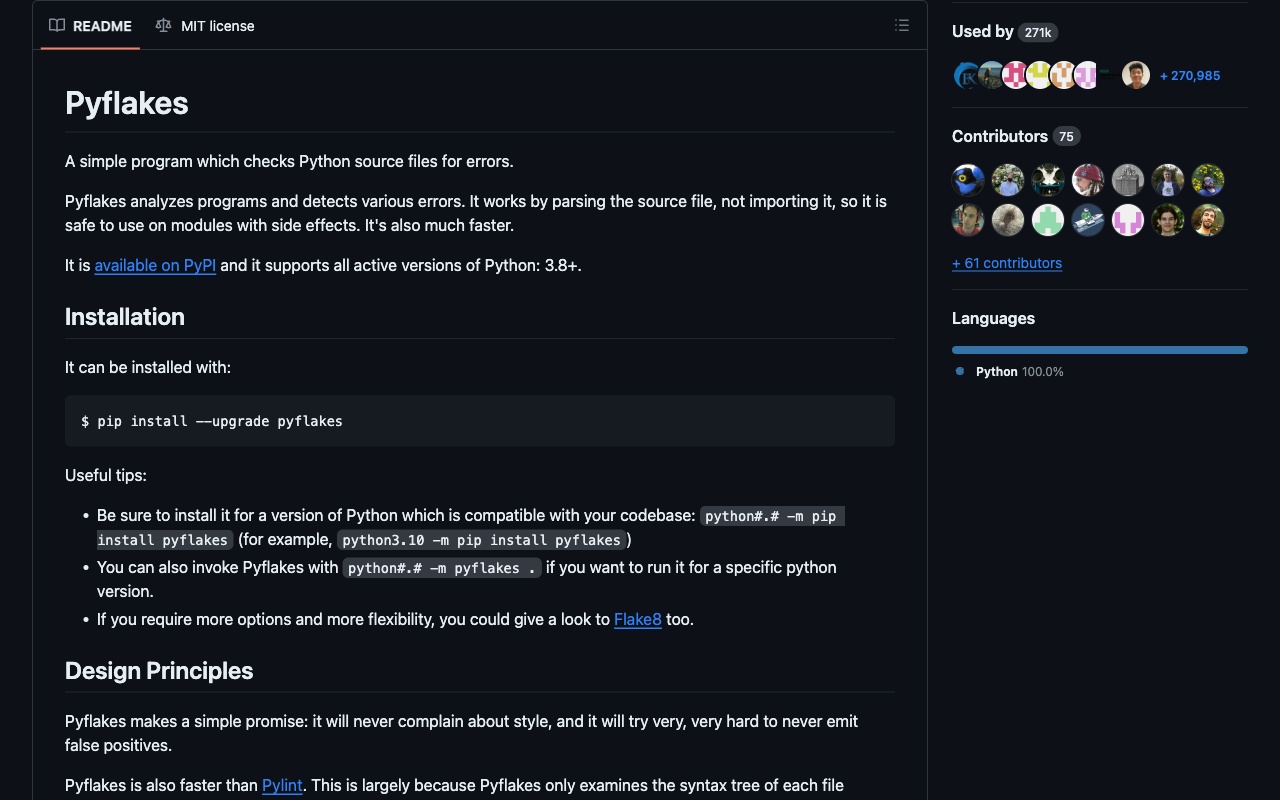 README
MIT license
Pyflakes
A simple program which checks Python source files for errors.
Pyflakes analyzes programs and detects various errors. It works by parsing the source file, not importing it, so it is
safe to use on modules with side effects. It's also much faster.
It is available on PyPI and it supports all active versions of Python: 3.8+.
Installation
It can be installed with:
$ pip install --upgrade pyflakes
Useful tips:
• Be sure to install it for a version of Python which is compatible with your codebase: python#.# -m pip
install pyflakes (for example, python3.10 -m pip install pyflakes)
• You can also invoke Pyflakes with python#.# -m pyflakes . if you want to run it for a specific python
version.
• If you require more options and more flexibility, you could give a look to Flake8 too.
Design Principles
Pyflakes makes a simple promise: it will never complain about style, and it will try very, very hard to never emit
false positives.
Pyflakes is also faster than Pylint. This is largely because Pyflakes only examines the syntax tree of each file
Used by 271k
+ 270,985
Contributors 75
+ 61 contributors
Languages
Python 100.0%